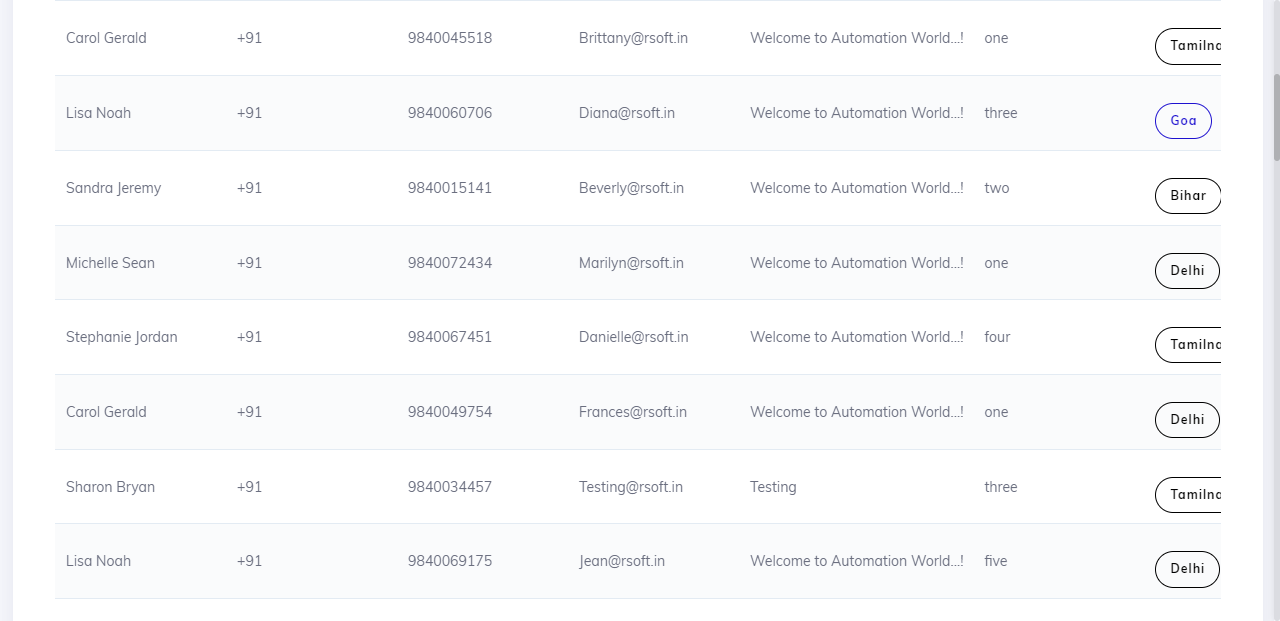 Carol Gerald +91 9840045518 Brittany@rsoft.in Welcome to Automation World...! one Tamilna
Lisa Noah +91 9840060706 Diana@rsoft.in Welcome to Automation World...! three Goa
Sandra Jeremy +91 9840015141 Beverly@rsoft.in Welcome to Automation World...! two Bihar
Michelle Sean +91 9840072434 Marilyn@rsoft.in Welcome to Automation World...! one Delhi
Stephanie Jordan +91 9840067451 Danielle@rsoft.in Welcome to Automation World...! four Tamilna
Carol Gerald +91 9840049754 Frances@rsoft.in Welcome to Automation World...! one Delhi
Sharon Bryan +91 9840034457 Testing@rsoft.in Testing three Tamilna
Lisa Noah +91 9840069175 Jean@rsoft.in Welcome to Automation World...! five Delhi